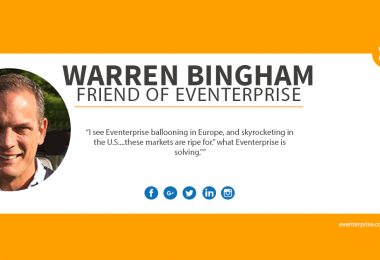 WARREN BINGHAM
FRIEND OF EVENTERPRISE
“I see Eventerprise ballooning in Europe, and skyrocketing in
the U.S....these markets are ripe for.” what Eventerprise is
solving.””
eventerprise.co